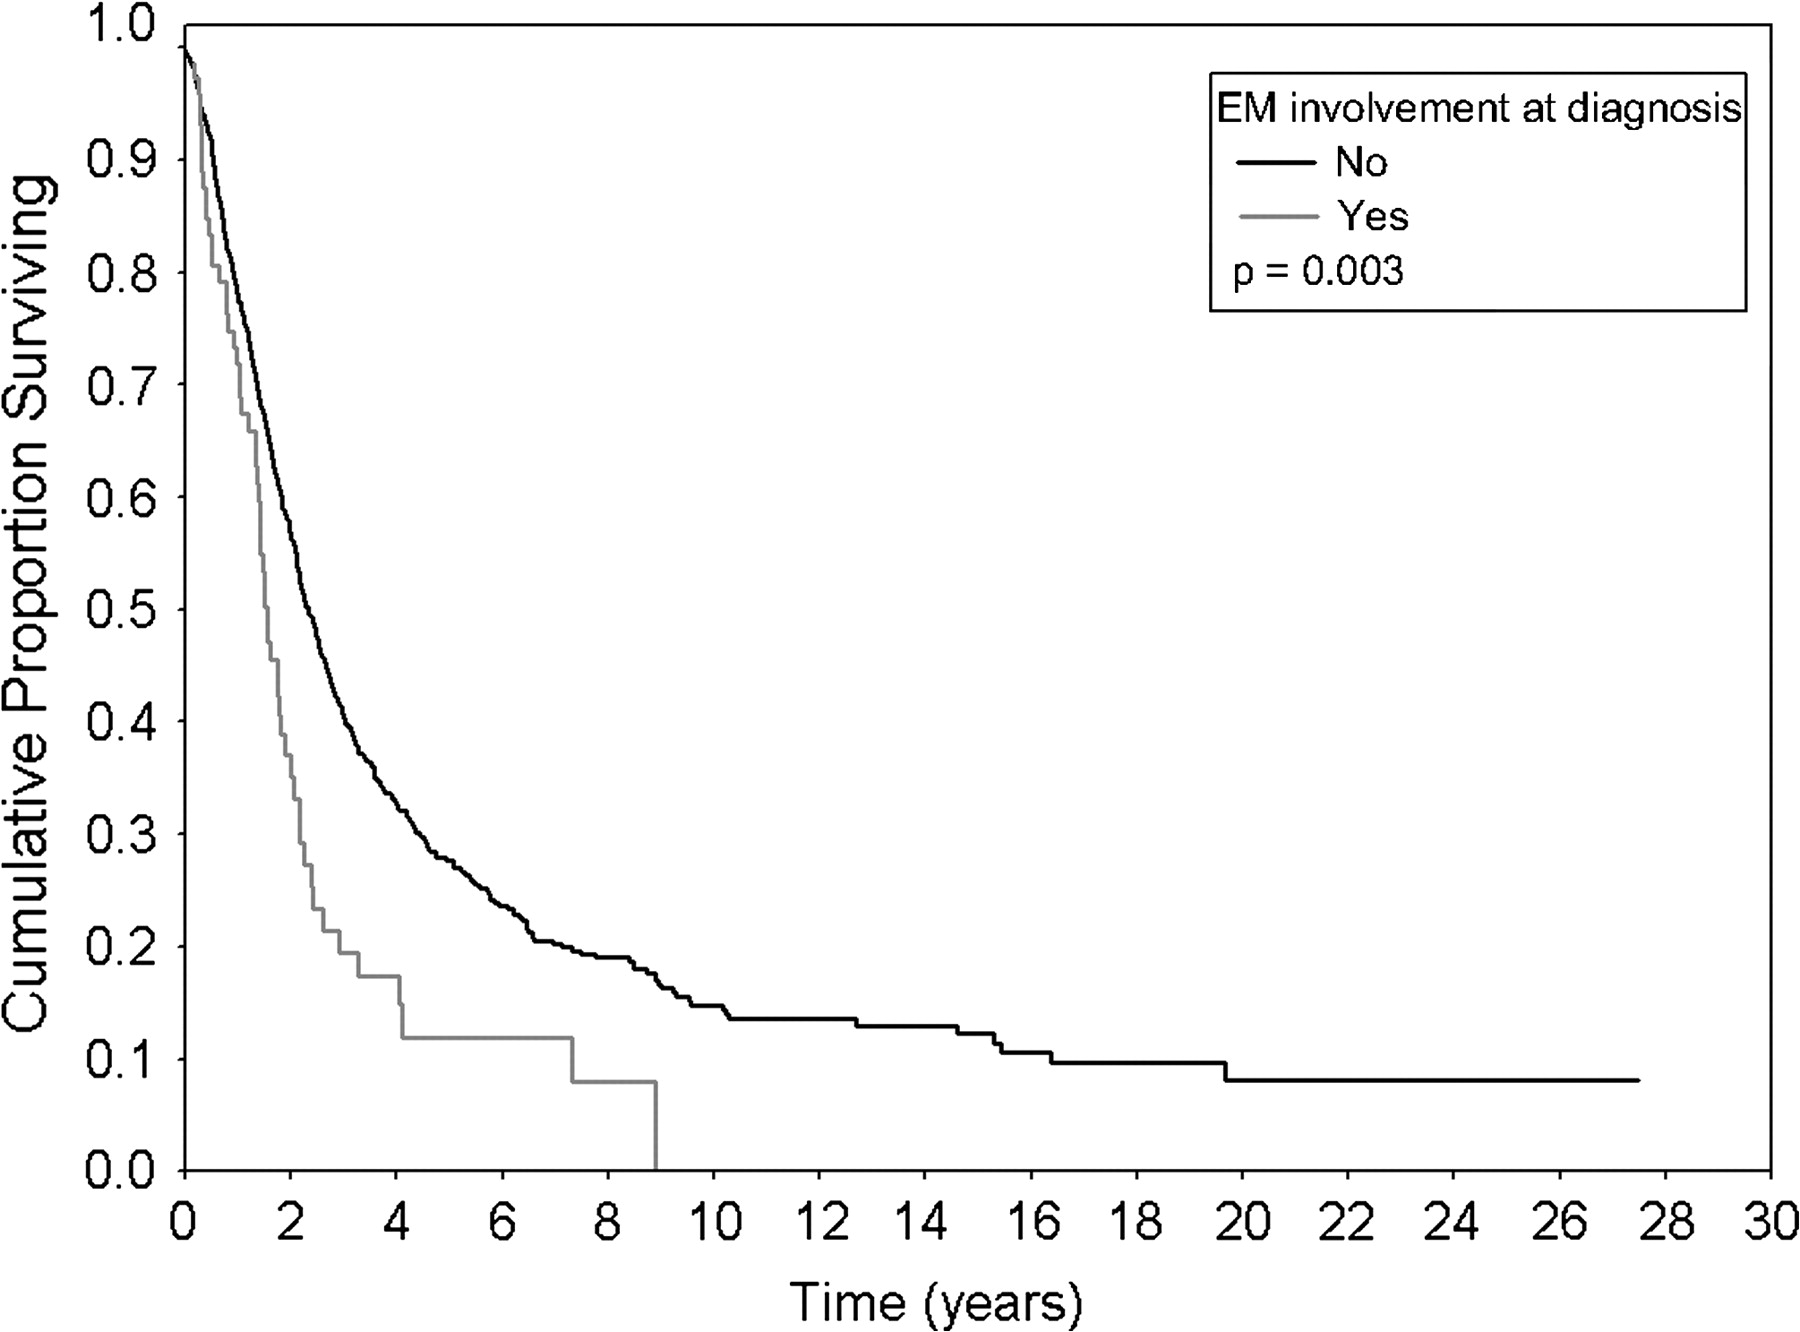 1.0
0.9
0.8
0.7
0.6
0.5
0.4
0.3
0.2
0.1
0.0
Cumulative Proportion Surviving
EM involvement at diagnosis
No
Yes
p = 0.003
0 2 4 6 8 10 12 14 16 18 20 22 24 26 28 30
Time (years)